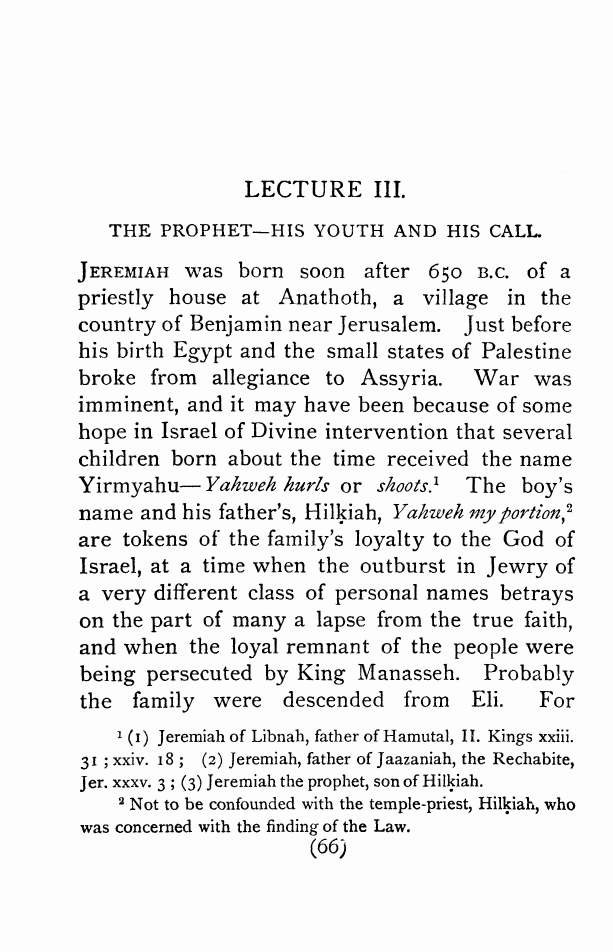 LECTURE III.
THE PROPHET—HIS YOUTH AND HIS CALL.
JEREMIAH was born soon after 650 B.C. of a
priestly house at Anathoth, a village in the
country of Benjamin near Jerusalem. Just before
his birth Egypt and the small states of Palestine
broke from allegiance to Assyria. War was
imminent, and it may have been because of some
hope in Israel of Divine intervention that several
children born about the time received the name
Yirmyahu—Yahweh hurls or shoots.¹ The boy's
name and his father's, Hilḳiah, Yahweh my portion,²
are tokens of the family's loyalty to the God of
Israel, at a time when the outburst in Jewry of
a very different class of personal names betrays
on the part of many a lapse from the true faith,
and when the loyal remnant of the people were
being persecuted by King Manasseh. Probably
the family were descended from Eli. For
¹ (1) Jeremiah of Libnah, father of Hamutal, II. Kings xxiii.
31 ; xxiv. 18 ; (2) Jeremiah, father of Jaazaniah, the Rechabite,
Jer. xxxv. 3 ; (3) Jeremiah the prophet, son of Hilḳiah.
² Not to be confounded with the temple-priest, Hilḳiah, who
was concerned with the finding of the Law.
(66)